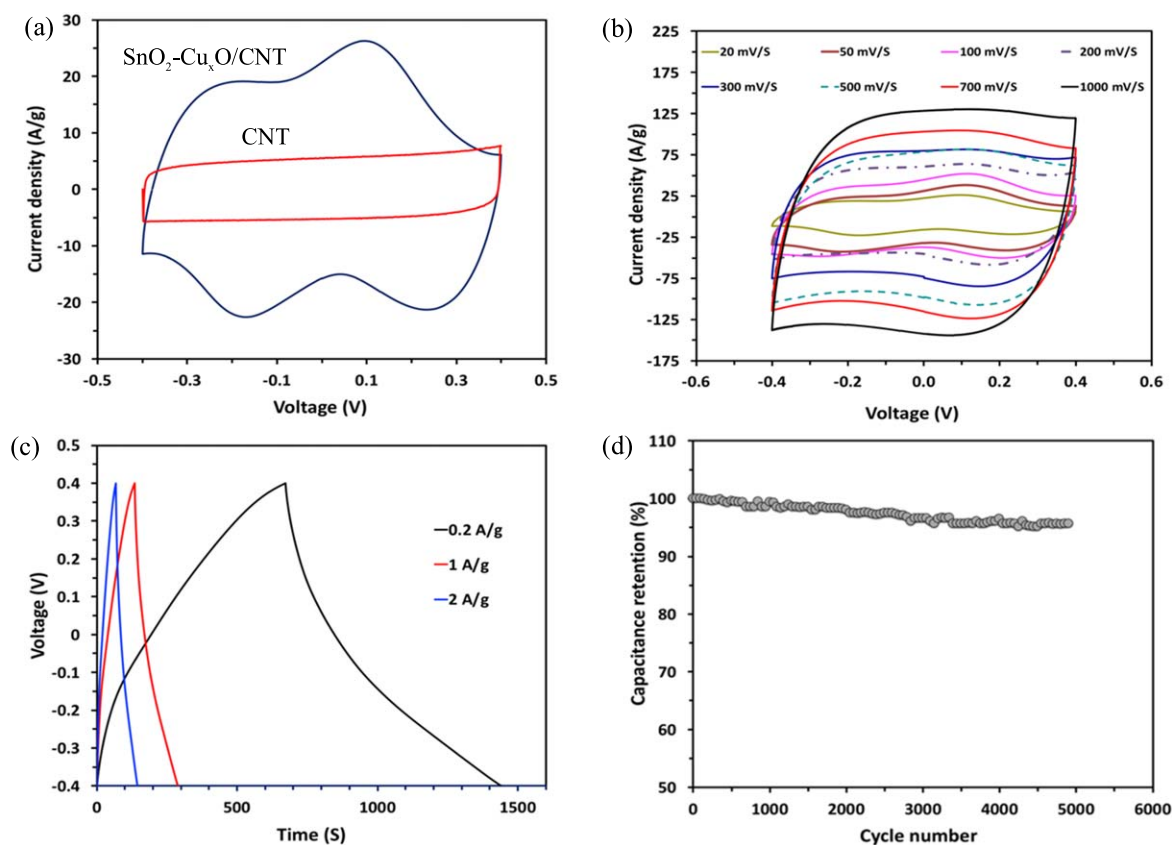 (a)
30
20
10
0
-10
-20
-30
-0.5 -0.3 -0.1 0.1 0.3 0.5
Current density (A/g)
Voltage (V)
SnO2-CuxO/CNT
CNT
(b)
225
175
125
75
25
-25
-75
-125
-175
-0.6 -0.4 -0.2 0.0 0.2 0.4 0.6
Current density (A/g)
Voltage (V)
20 mV/S 50 mV/S 100 mV/S 200 mV/S
300 mV/S 500 mV/S 700 mV/S 1000 mV/S
(c)
0.5
0.4
0.3
0.2
0.1
0
-0.1
-0.2
-0.3
-0.4
0 500 1000 1500
Voltage (V)
Time (S)
0.2 A/g
1 A/g
2 A/g
(d)
110
100
90
80
70
60
50
0 1000 2000 3000 4000 5000 6000
Capacitance retention (%)
Cycle number